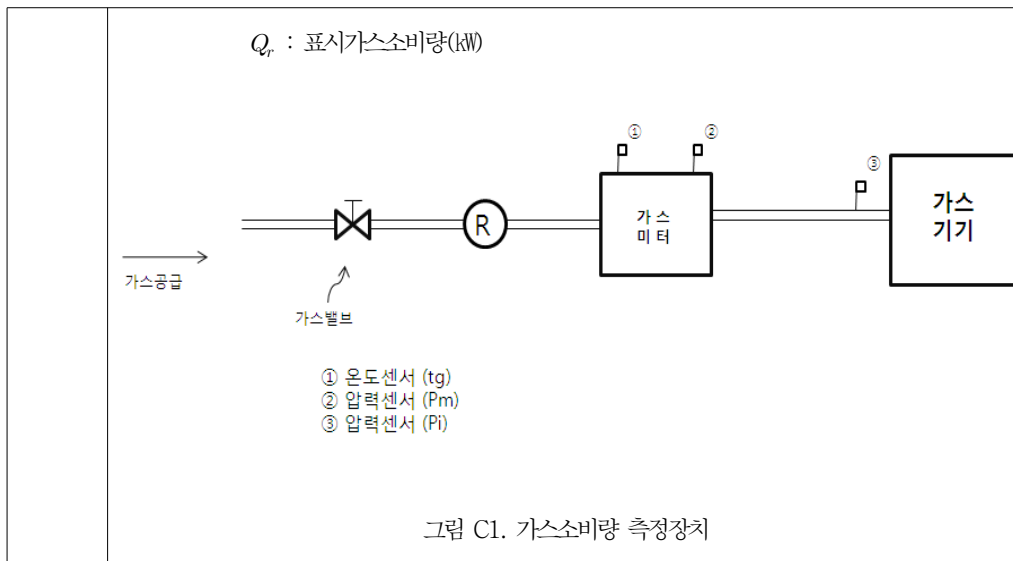 Qr : 표시가스소비량(㎾)
①
②
③
R
가 스
미 터
가스
기기
가스공급
가스밸브
① 온도센서 (tg)
② 압력센서 (Pm)
③ 압력센서 (Pi)
그림 C1. 가스소비량 측정장치